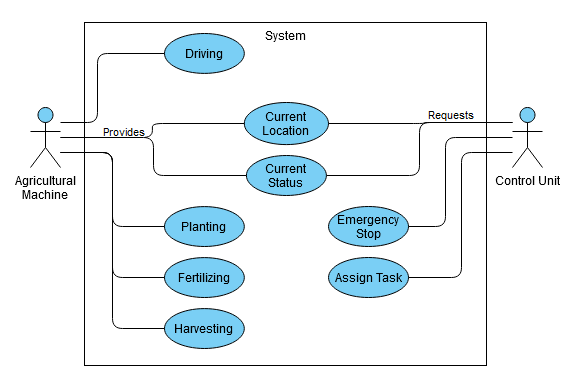 System
Driving
Current
Location
Requests
Provides
Current
Status
Agricultural
Machine
Control Unit
Planting
Emergency
Stop
Fertilizing
Assign Task
Harvesting